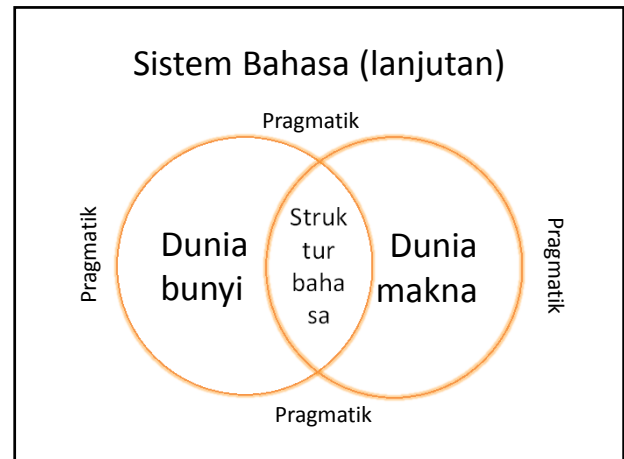 Sistem Bahasa (lanjutan)
Pragmatik
Pragmatik
Dunia
bunyi
Struk
tur
baha
sa
Dunia
makna
Pragmatik
Pragmatik